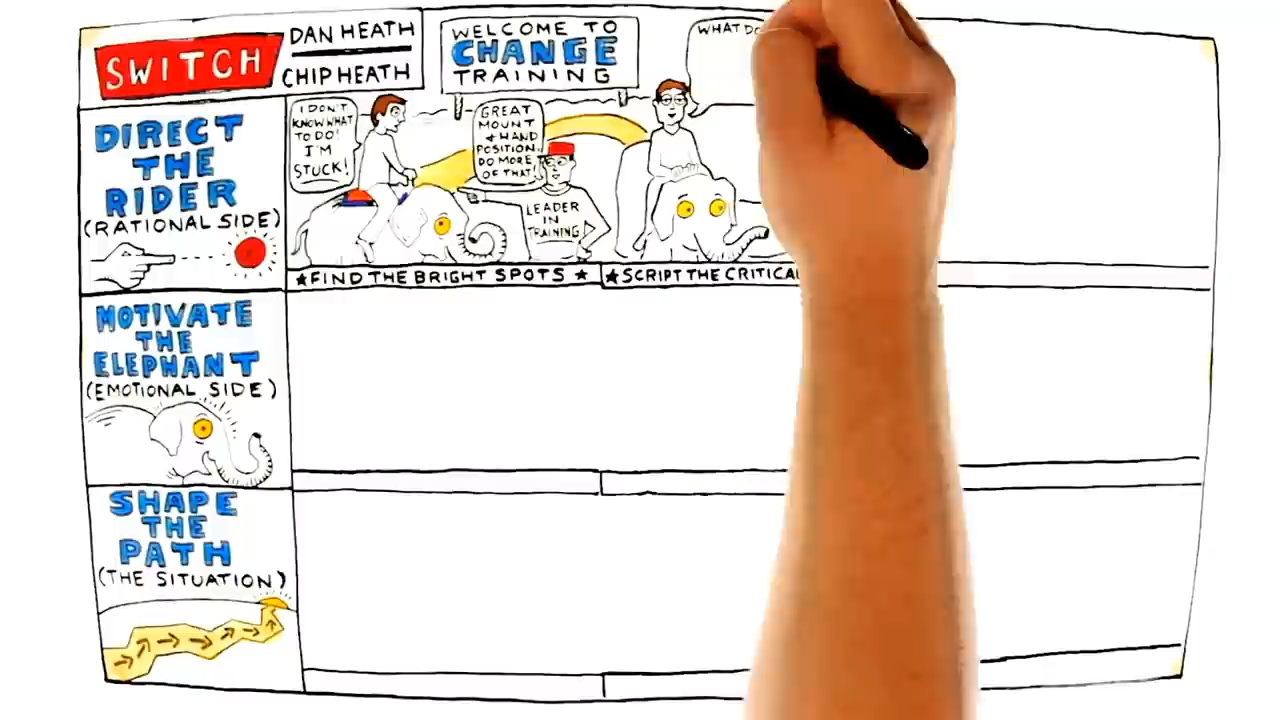 SWITCH
DAN HEATH
CHIP HEATH
WELCOME TO
CHANGE
TRAINING
WHAT
DIRECT
THE
RIDER
(RATIONAL SIDE)
I DON'T
KNOW WHAT
TO DO!
I'M
STUCK!
GREAT
MOUNT
& HAND
POSITION.
DO MORE
OF THAT!
LEADER
IN
TRAINING
★FIND THE BRIGHT SPOTS ★
★SCRIPT THE CRITICAL
MOTIVATE
THE
ELEPHANT
(EMOTIONAL SIDE)
SHAPE
THE
PATH
(THE SITUATION)